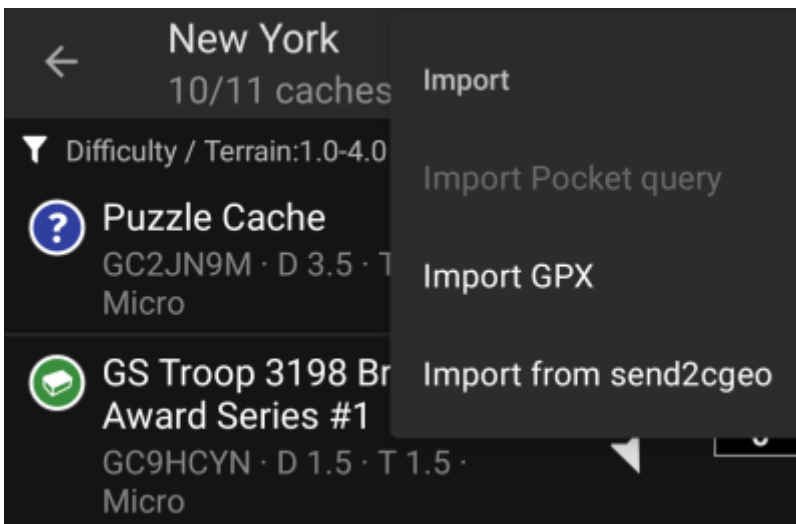 New York
10/11 caches
Difficulty / Terrain:1.0-4.0
?
Puzzle Cache
GC2JN9M · D 3.5 ·
Micro
GS Troop 3198
Award Series #1
GC9HCYN · D 1.5 · T 1.5 ·
Micro
Import
Import Pocket query
Import GPX
Import from send2cgeo